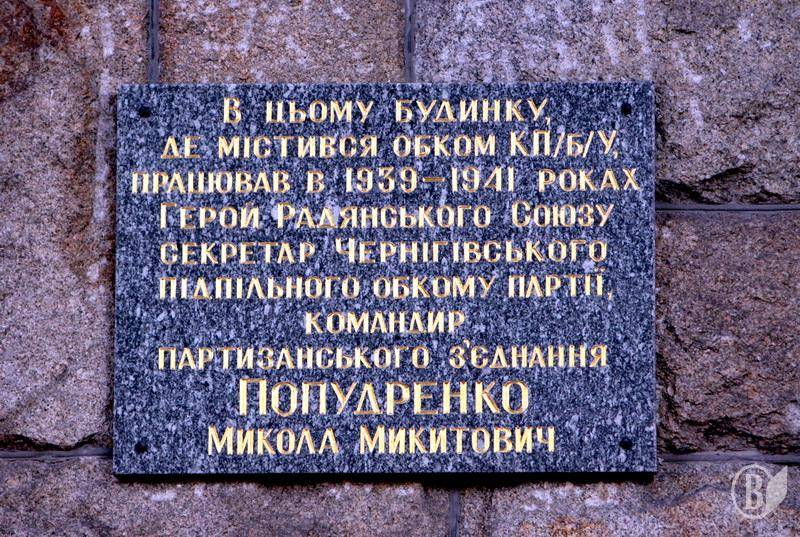 В ЦЬОМУ БУДИНКУ,
ДЕ МІСТИВСЯ ОБКОМ КП/б/У,
ПРАЦЮВАВ В 1939-1941 РОКАХ
ГЕРОЙ РАДЯНСЬКОГО СОЮЗУ
СЕКРЕТАР ЧЕРНІГІВСЬКОГО
ПІДПІЛЬНОГО ОБКОМУ ПАРТІЇ,
КОМАНДИР
ПАРТИЗАНСЬКОГО З'ЄДНАННЯ
ПОПУДРЕНКО
МИКОЛА МИКИТОВИЧ
В